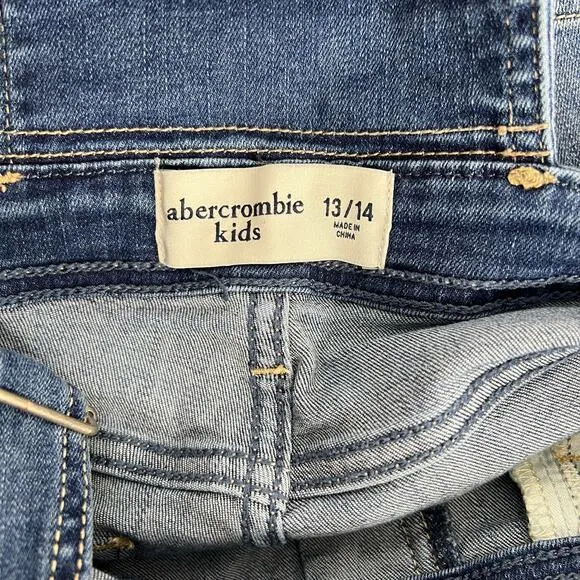 abercrombie
kids
13/14
MADE IN
CHINA